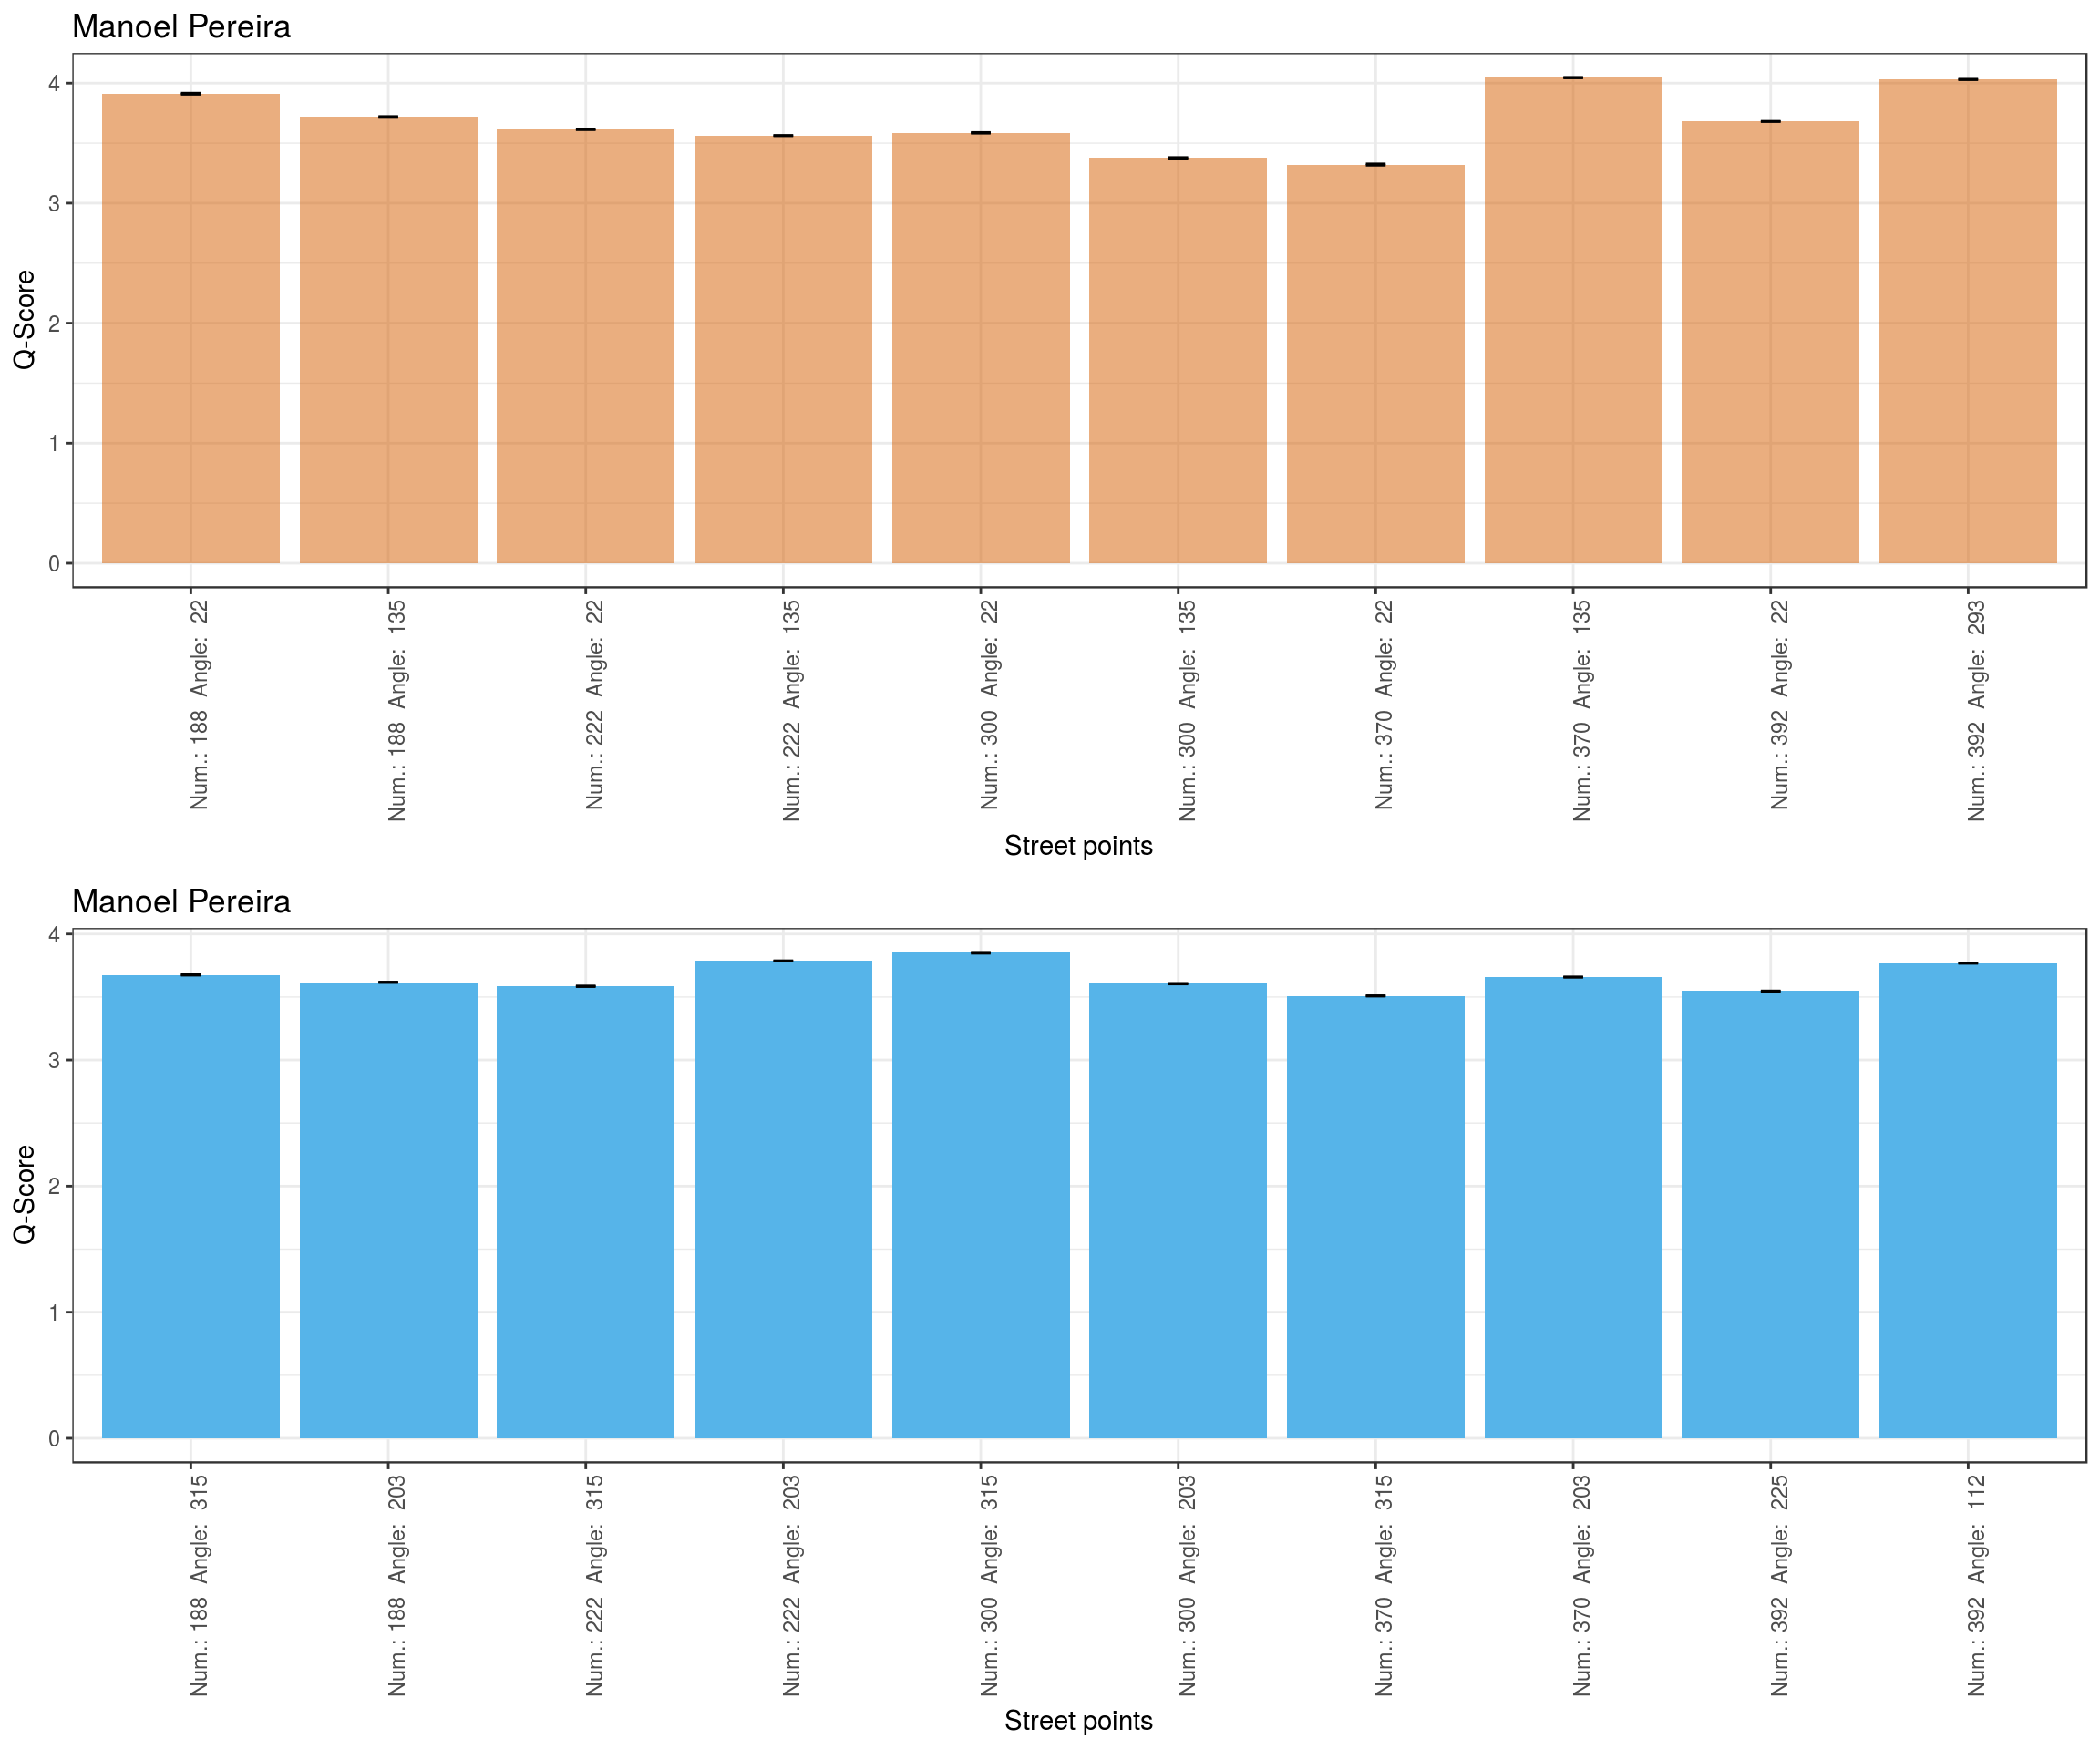 Manoel Pereira
Q-Score
4
3
2
1
0
Num.: 188 Angle: 22
Num.: 188 Angle: 135
Num.: 222 Angle: 22
Num.: 222 Angle: 135
Num.: 300 Angle: 22
Num.: 300 Angle: 135
Num.: 370 Angle: 22
Num.: 370 Angle: 135
Num.: 392 Angle: 22
Num.: 392 Angle: 293
Street points
Manoel Pereira
Q-Score
4
3
2
1
0
Num.: 188 Angle: 315
Num.: 188 Angle: 203
Num.: 222 Angle: 315
Num.: 222 Angle: 203
Num.: 300 Angle: 315
Num.: 300 Angle: 203
Num.: 370 Angle: 315
Num.: 370 Angle: 203
Num.: 392 Angle: 225
Num.: 392 Angle: 112
Street points